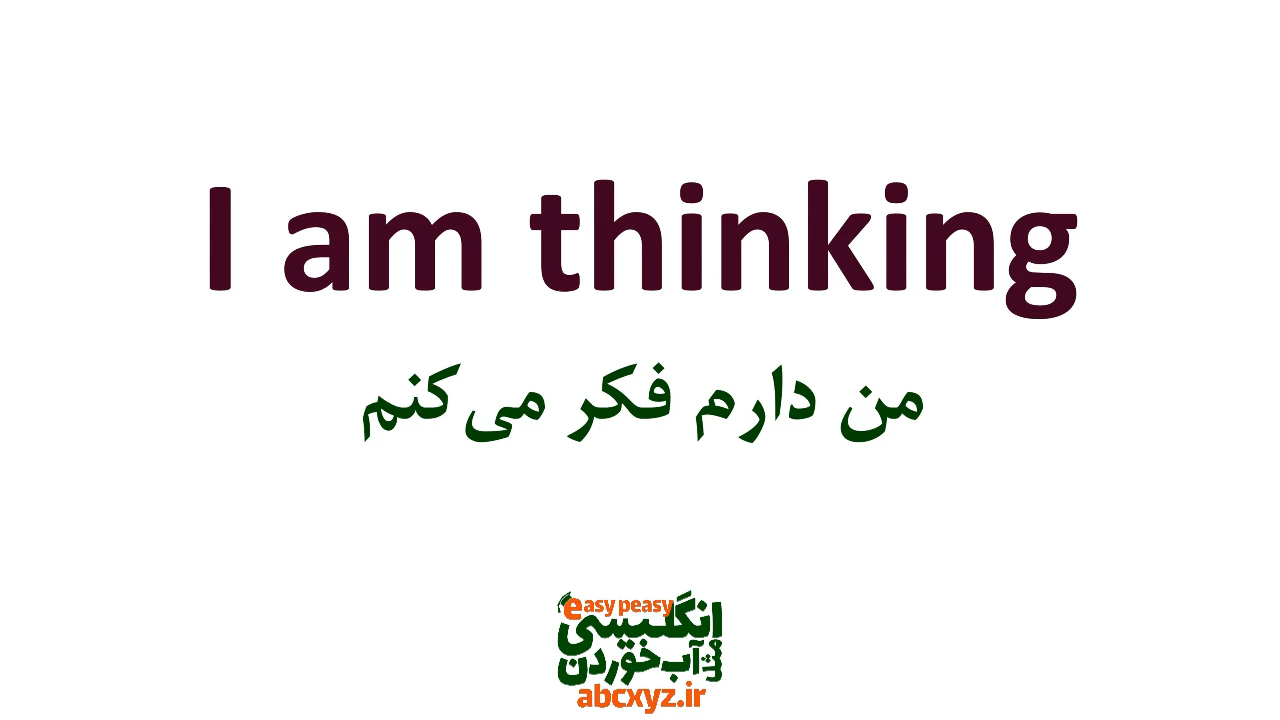 I am thinking
من دارم فکر می‌کنم
easy peasy
انگلیسی
مثل آب خوردن
abcxyz.ir